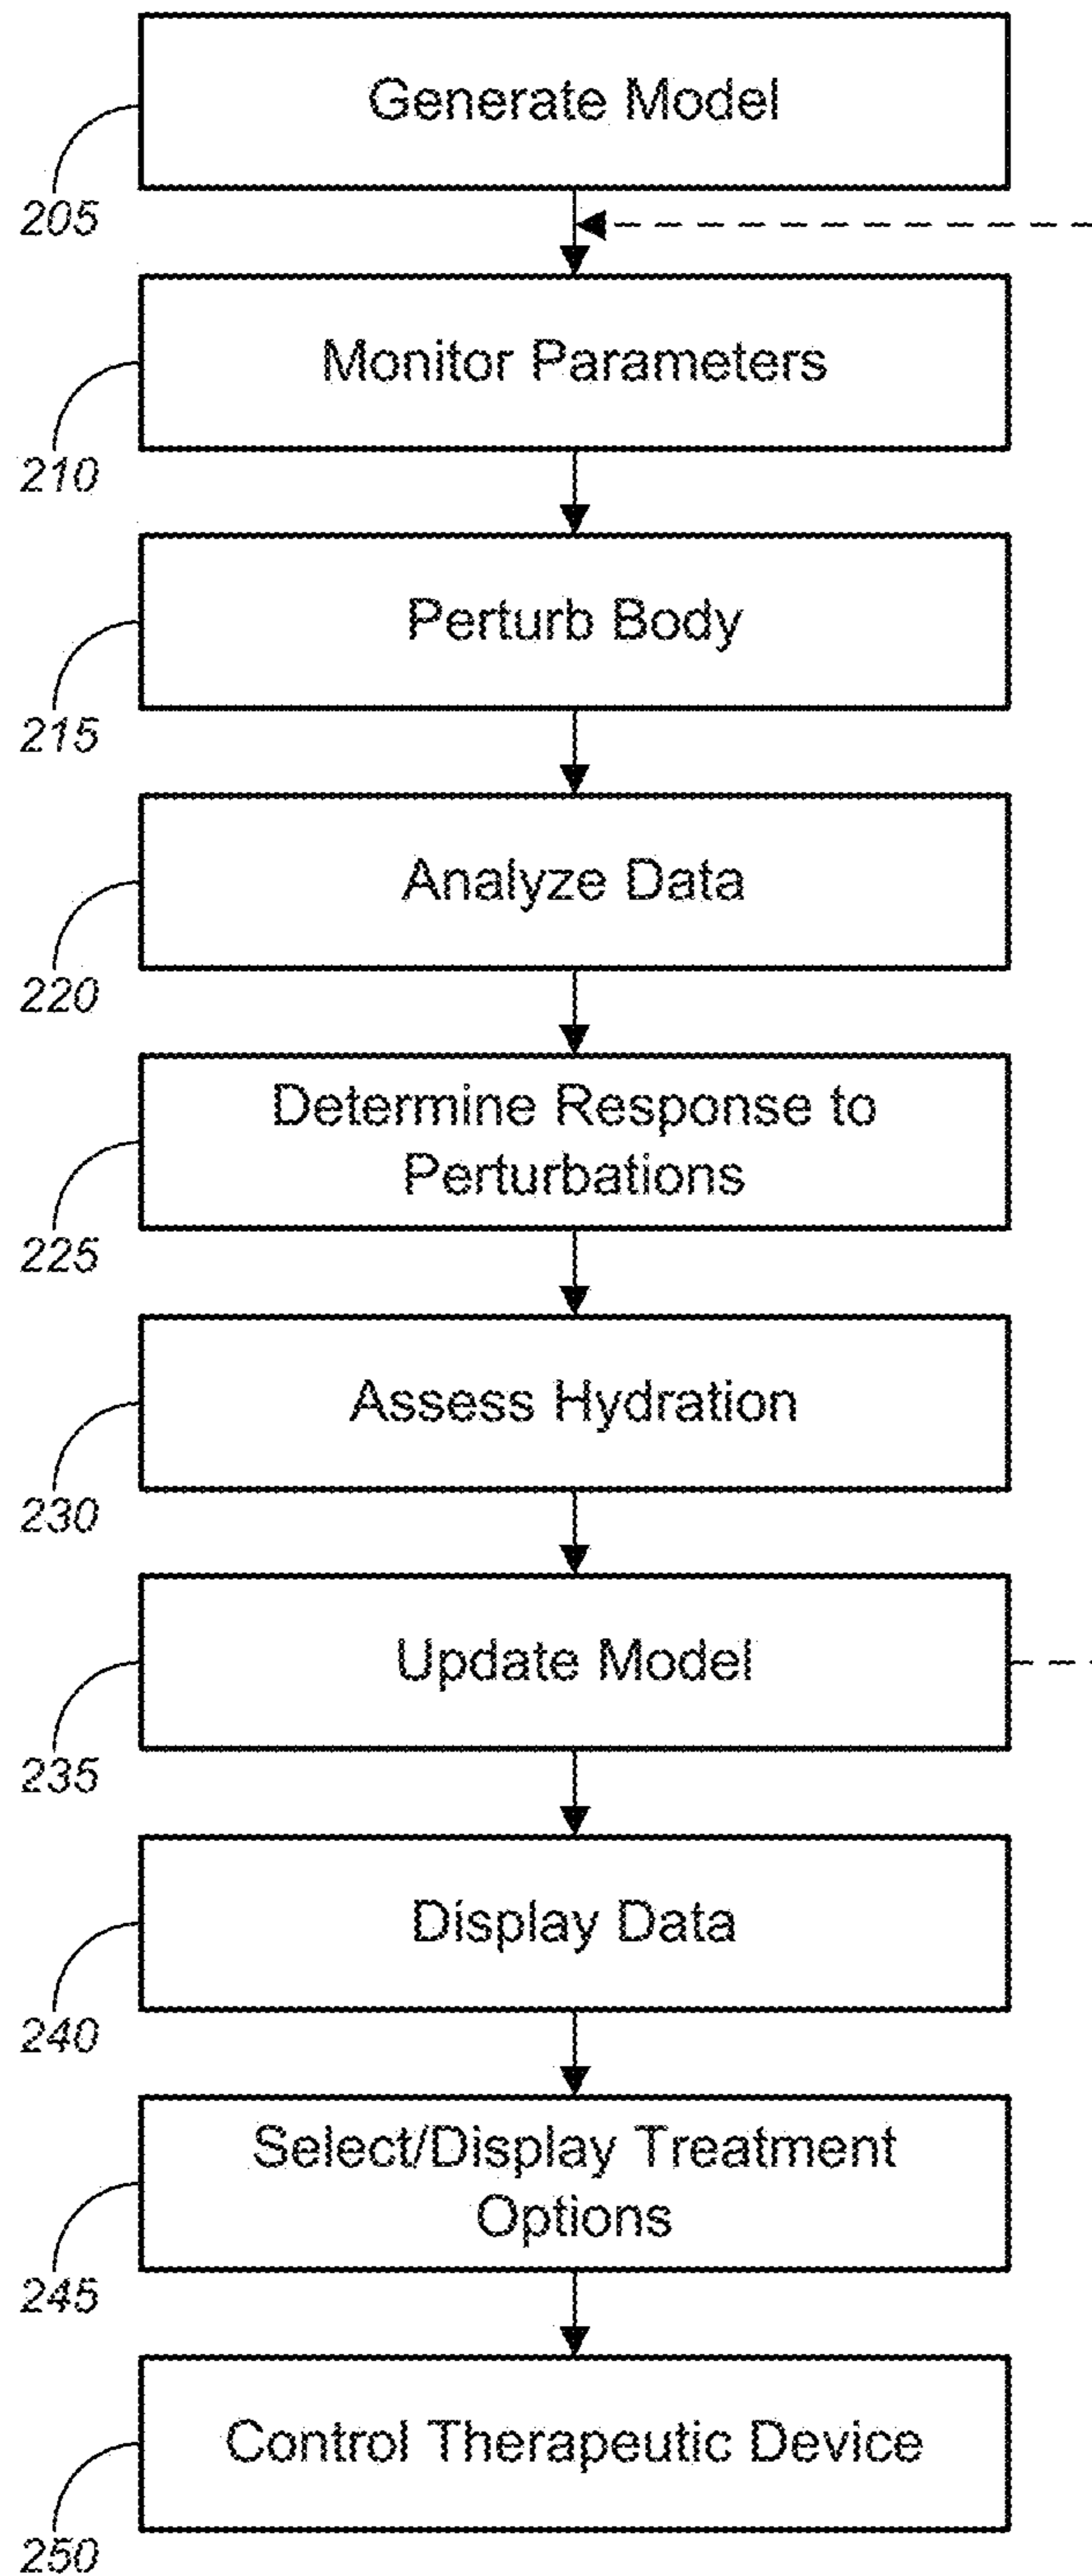 Generate Model
205
Monitor Parameters
210
Perturb Body
215
Analyze Data
220
Determine Response to
Perturbations
225
Assess Hydration
230
Update Model
235
Display Data
240
Select/Display Treatment
Options
245
Control Therapeutic Device
250